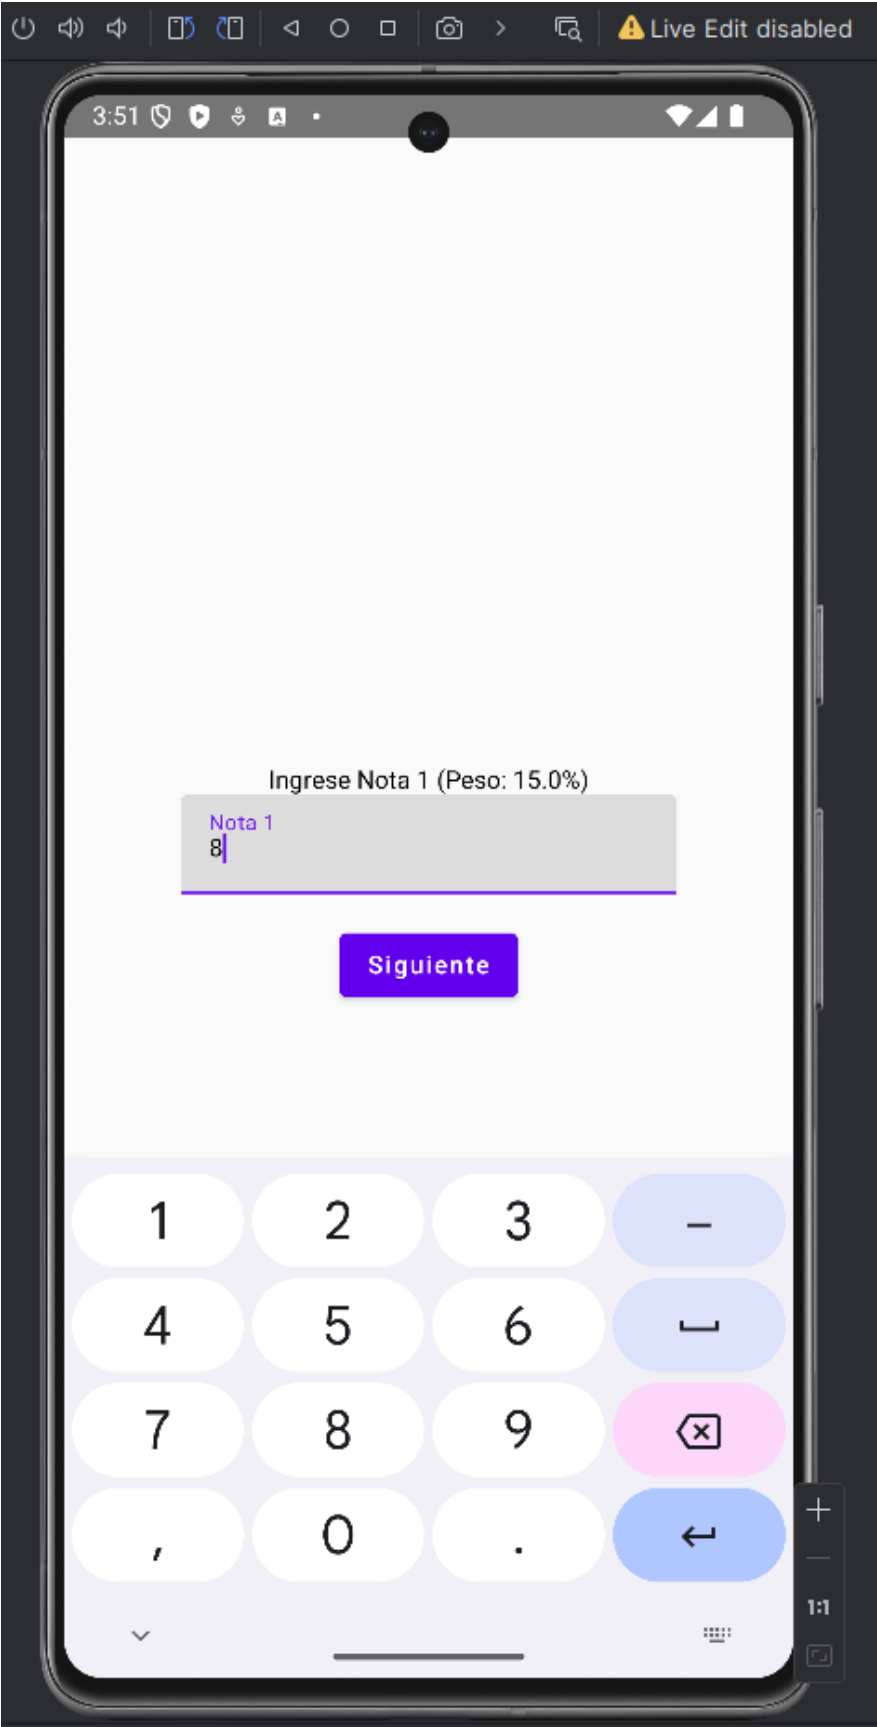 Live Edit disabled
3:51
Ingrese Nota 1 (Peso: 15.0%)
Nota 1
8
Siguiente
1 2 3 –
4 5 6
7 8 9
, 0 .
1:1